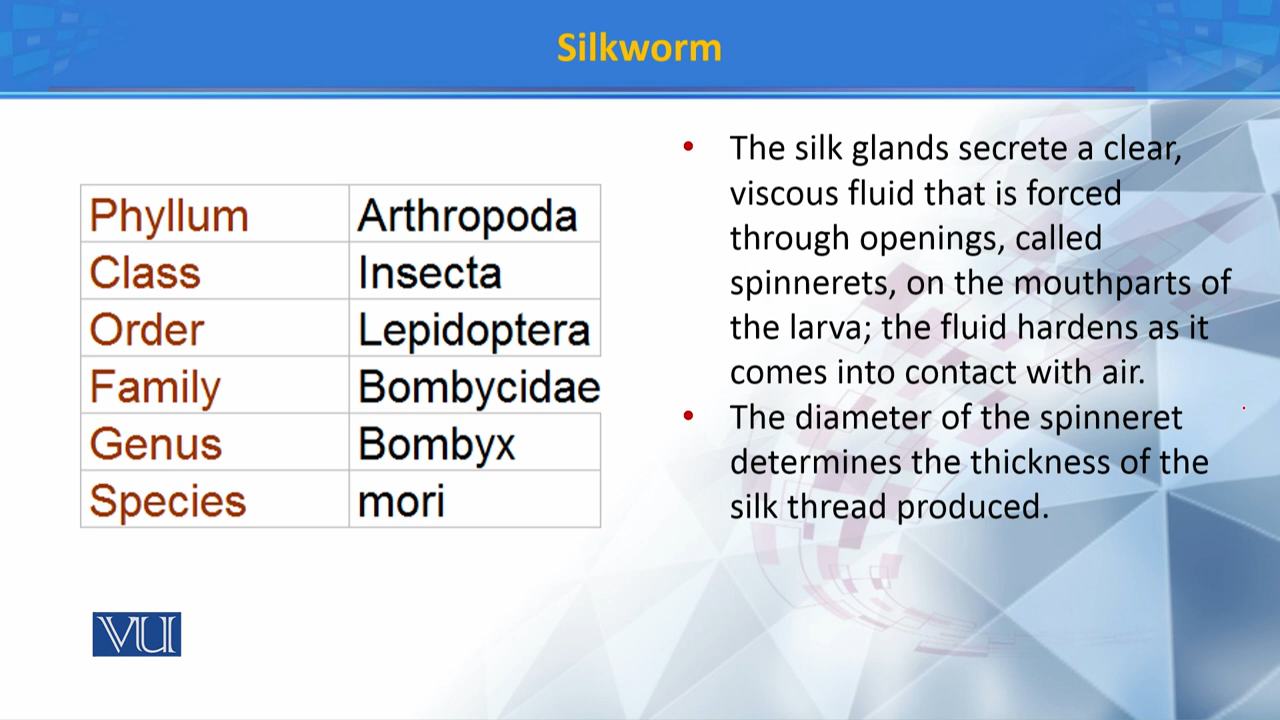 Silkworm
Phyllum Arthropoda
Class Insecta
Order Lepidoptera
Family Bombycidae
Genus Bombyx
Species mori
• The silk glands secrete a clear,
viscous fluid that is forced
through openings, called
spinnerets, on the mouthparts of
the larva; the fluid hardens as it
comes into contact with air.
• The diameter of the spinneret
determines the thickness of the
silk thread produced.
VU